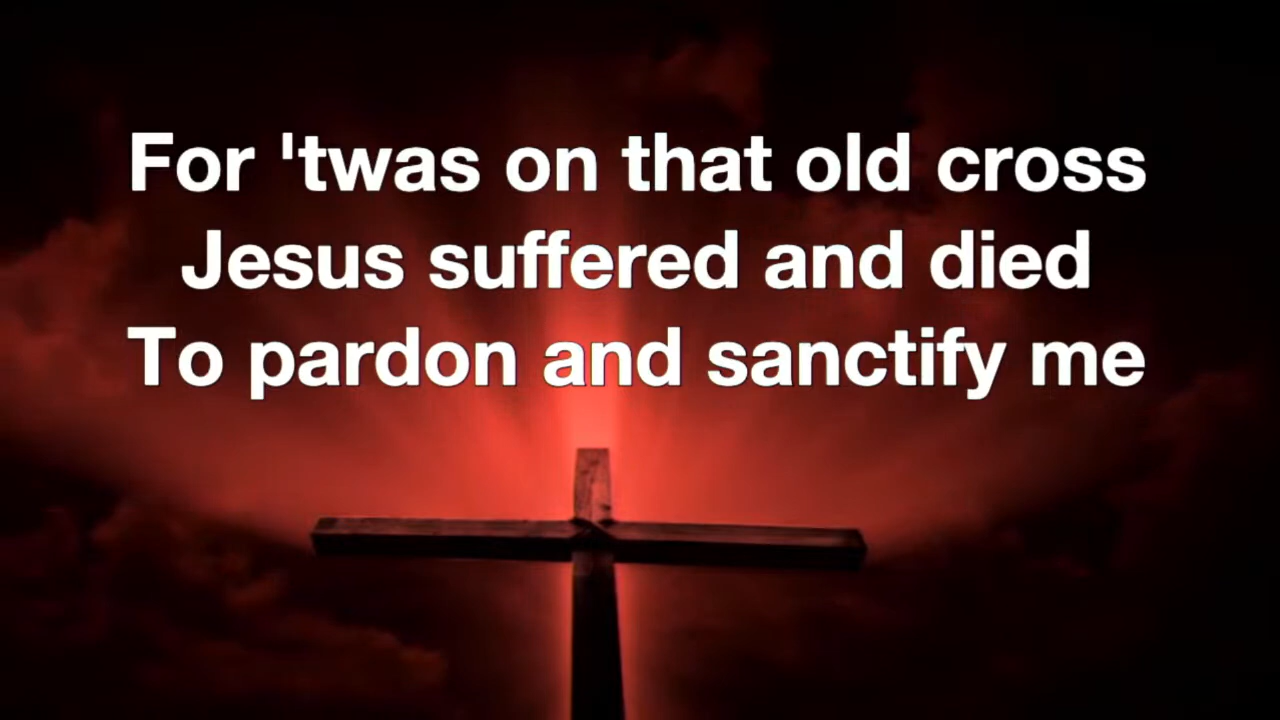 For 'twas on that old cross
Jesus suffered and died
To pardon and sanctify me